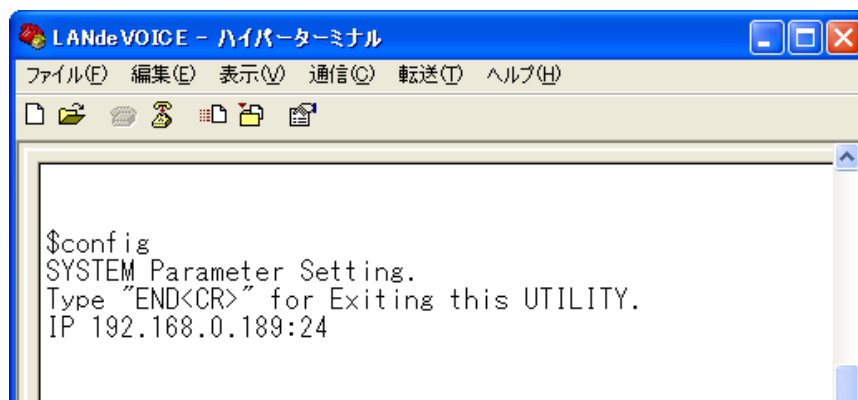 LANdeVOICE - ハイパーターミナル
ファイル(F) 編集(E) 表示(V) 通信(C) 転送(T) ヘルプ(H)
$config
SYSTEM Parameter Setting.
Type "END<CR>" for Exiting this UTILITY.
IP 192.168.0.189:24